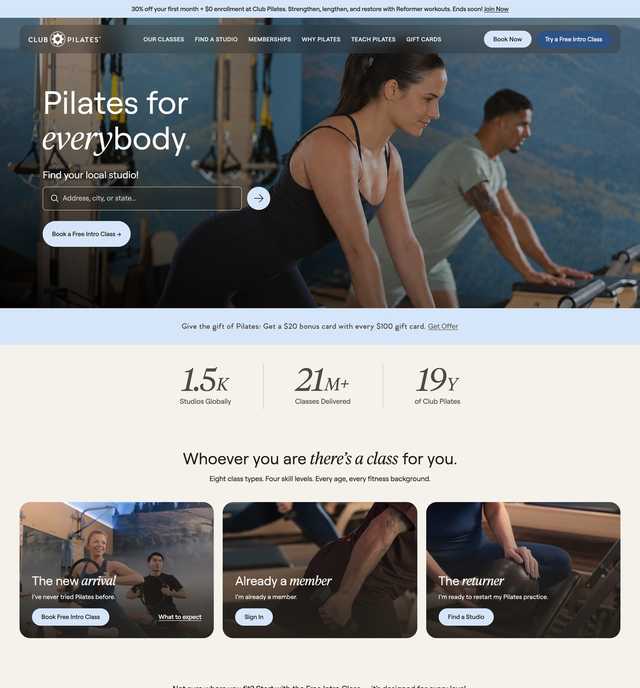 30% off your first month + $0 enrollment at Club Pilates. Strengthen, lengthen, and restore with Reformer workouts. Ends soon! Join Now
CLUB PILATES
OUR CLASSES FIND A STUDIO MEMBERSHIPS WHY PILATES TEACH PILATES GIFT CARDS Book Now Try a Free Intro Class
Pilates for
everybody
Find your local studio!
Address, city, or state...
Book a Free Intro Class →
Give the gift of Pilates: Get a $20 bonus card with every $100 gift card. Get Offer
1.5K 21M+ 19Y
Studios Globally Classes Delivered of Club Pilates
Whoever you are there's a class for you.
Eight class types. Four skill levels. Every age, every fitness background.
The new arrival
I've never tried Pilates before.
Book Free Intro Class What to expect
Already a member
I'm already a member.
Sign In
The returner
I'm ready to restart my Pilates practice.
Find a Studio